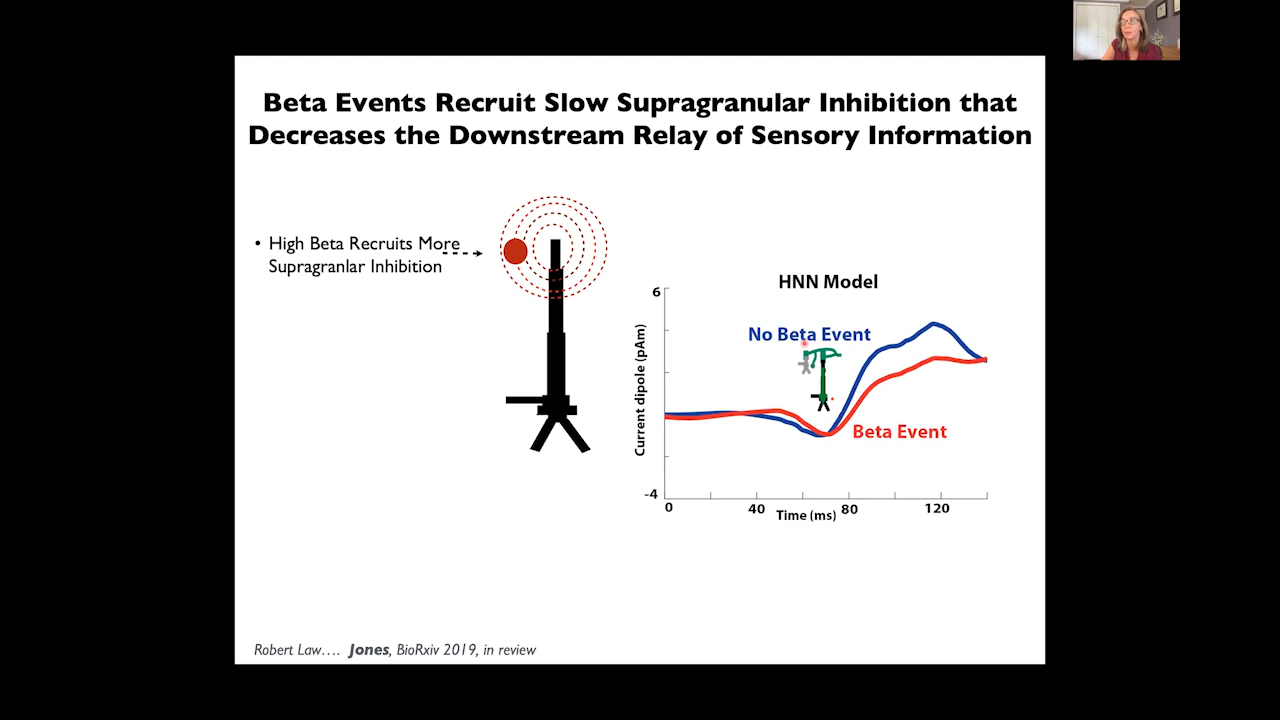 Beta Events Recruit Slow Supragranular Inhibition that
Decreases the Downstream Relay of Sensory Information
• High Beta Recruits More
Supragranlar Inhibition
HNN Model
6
No Beta Event
Current dipole (pAm)
Beta Event
-4
0
40
80
120
Time (ms)
Robert Law…. Jones, BioRxiv 2019, in review